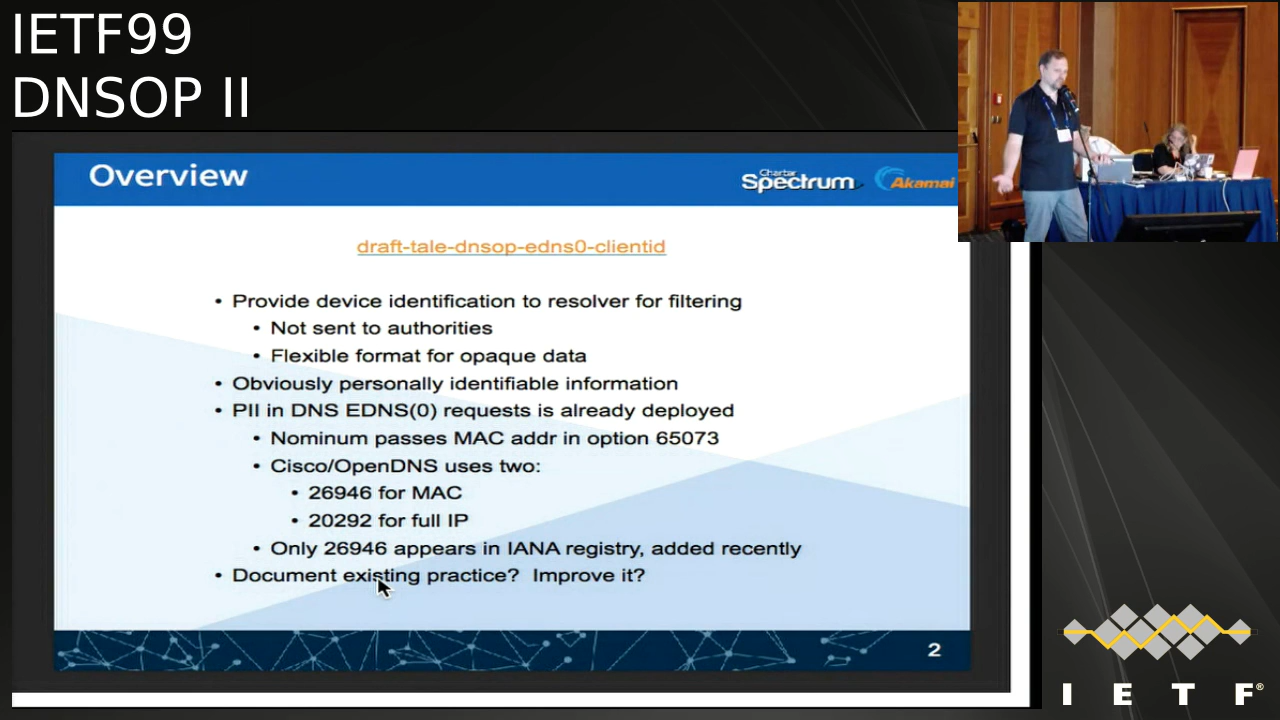 IETF99
DNSOP II
Overview
Charter
Spectrum
Akamai
draft-tale-dnsop-edns0-clientid
• Provide device identification to resolver for filtering
• Not sent to authorities
• Flexible format for opaque data
• Obviously personally identifiable information
• PII in DNS EDNS(0) requests is already deployed
• Nominum passes MAC addr in option 65073
• Cisco/OpenDNS uses two:
• 26946 for MAC
• 20292 for full IP
• Only 26946 appears in IANA registry, added recently
• Document existing practice? Improve it?
2
I E T F®